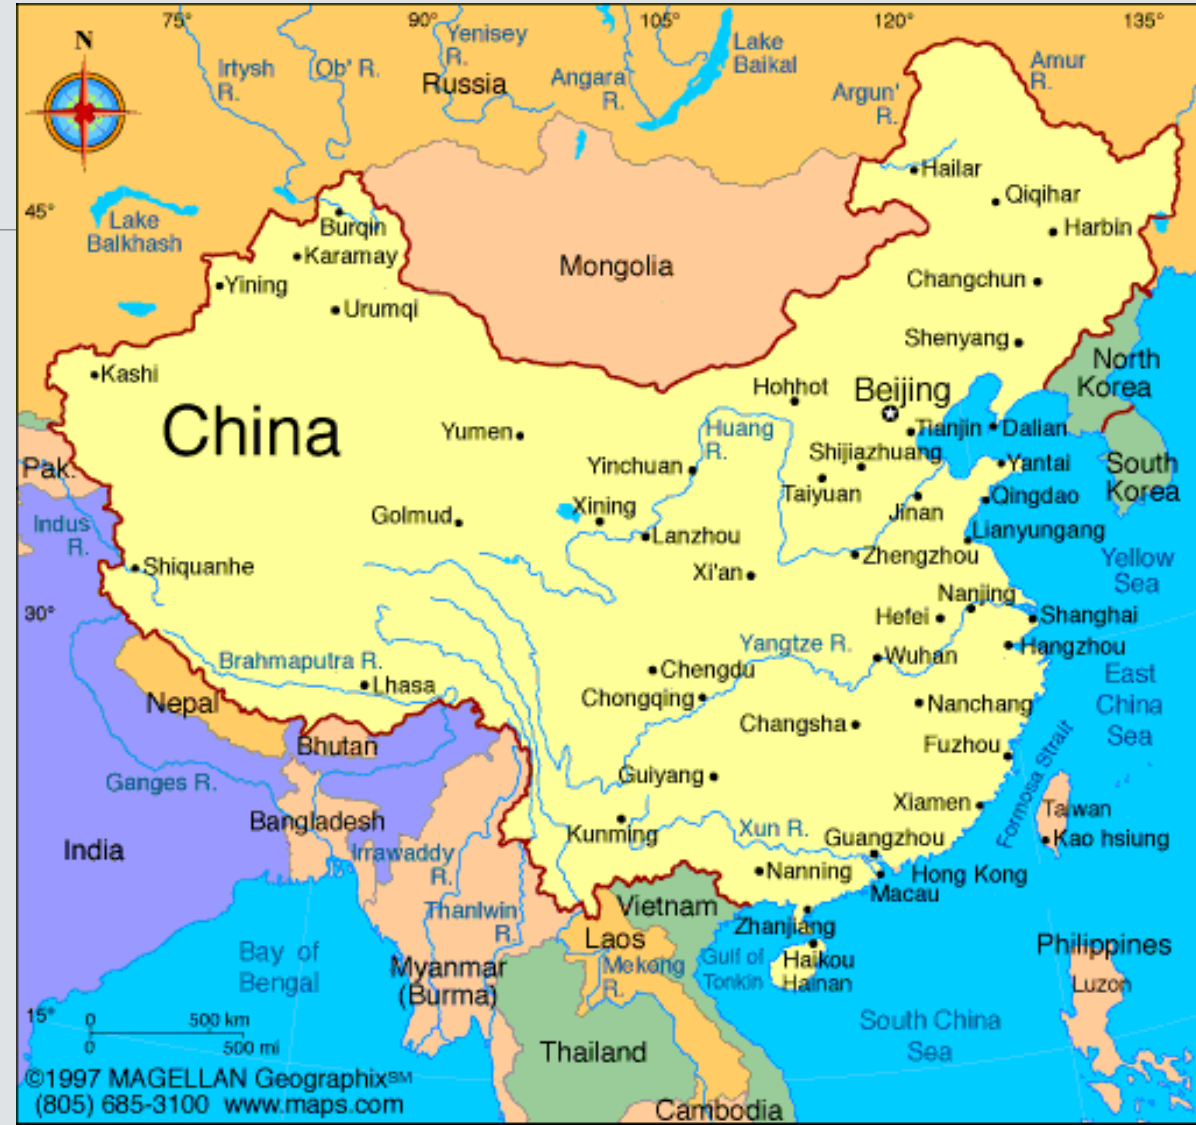 75°
90°
105°
120°
135°
N
Irtysh
R.
Ob' R.
Yenisey
R.
Russia
Angara
R.
Lake
Baikal
Argun'
R.
Amur
R.
Hailar
Qiqihar
Harbin
45°
Lake
Balkhash
Burqin
Karamay
Yining
Urumqi
Mongolia
Changchun
Shenyang
Kashi
China
Hohhot
Beijing
North
Korea
Yumen
Huang
R.
Tianjin
Dalian
Shijiazhuang
Yinchuan
Yantai
South
Korea
Pak.
Taiyuan
Qingdao
Jinan
Golmud
Xining
Lanzhou
Lianyungang
Indus
R.
Zhengzhou
Yellow
Sea
Shiquanhe
Xi'an
Nanjing
30°
Hefei
Shanghai
Hangzhou
Yangtze R.
Wuhan
Brahmaputra R.
Lhasa
Chengdu
Chongqing
East
China
Sea
Nepal
Nanchang
Changsha
Bhutan
Fuzhou
Formosa Strait
Ganges R.
Guiyang
Xiamen
Taiwan
Bangladesh
Kunming
Xun R.
Guangzhou
Kao hsiung
India
Irrawaddy
R.
Nanning
Hong Kong
Macau
Thanlwin
R.
Vietnam
Zhanjiang
Laos
Bay of
Bengal
Mekong
R.
Gulf of
Tonkin
Haikou
Hainan
Philippines
Luzon
Myanmar
(Burma)
15°
0 500 km
0 500 mi
South China
Sea
Thailand
©1997 MAGELLAN Geographix℠
(805) 685-3100 www.maps.com
Cambodia